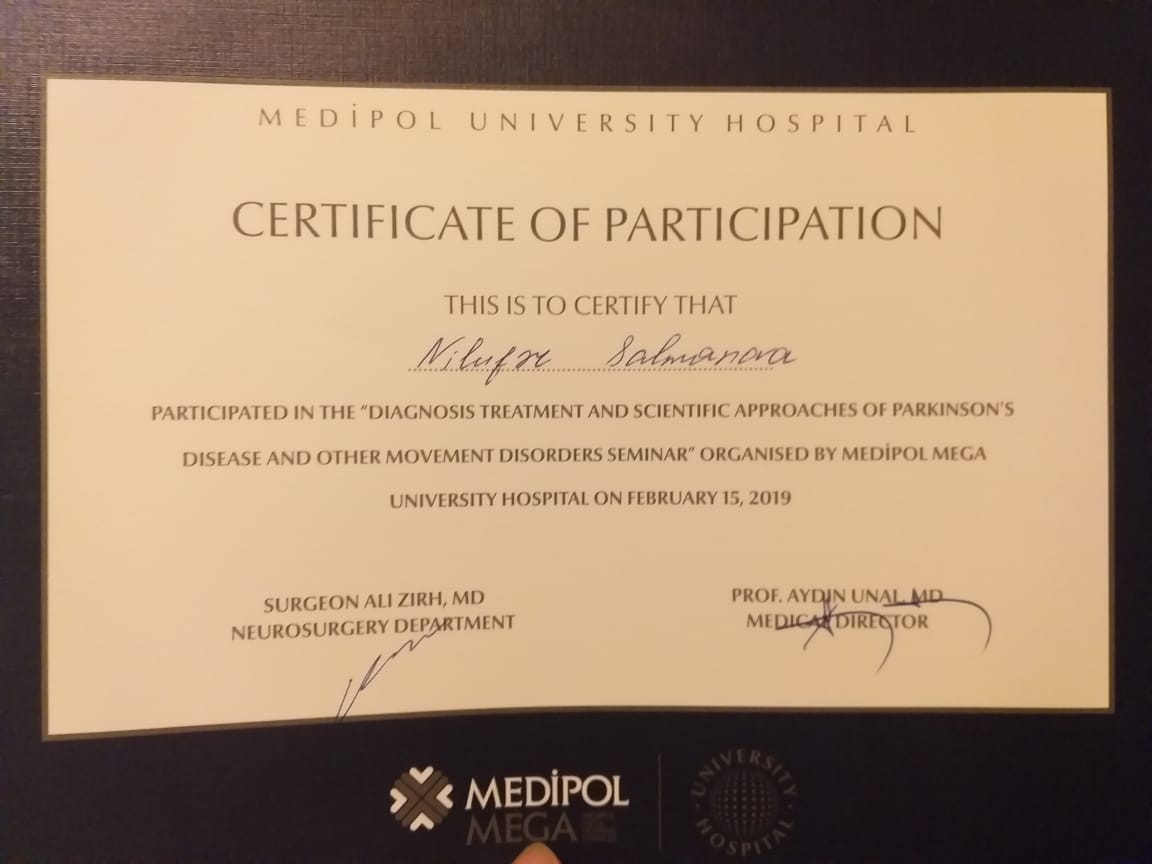 MEDİPOL UNIVERSITY HOSPITAL
CERTIFICATE OF PARTICIPATION
THIS IS TO CERTIFY THAT
Nilufər Salmanova
PARTICIPATED IN THE “DIAGNOSIS TREATMENT AND SCIENTIFIC APPROACHES OF PARKINSON'S
DISEASE AND OTHER MOVEMENT DISORDERS SEMINAR” ORGANISED BY MEDİPOL MEGA
UNIVERSITY HOSPITAL ON FEBRUARY 15, 2019
SURGEON ALI ZIRH, MD
NEUROSURGERY DEPARTMENT
PROF. AYDIN UNAL, MD
MEDICAL DIRECTOR
MEDİPOL
MEGA
UNIVERSITY
HOSPITAL